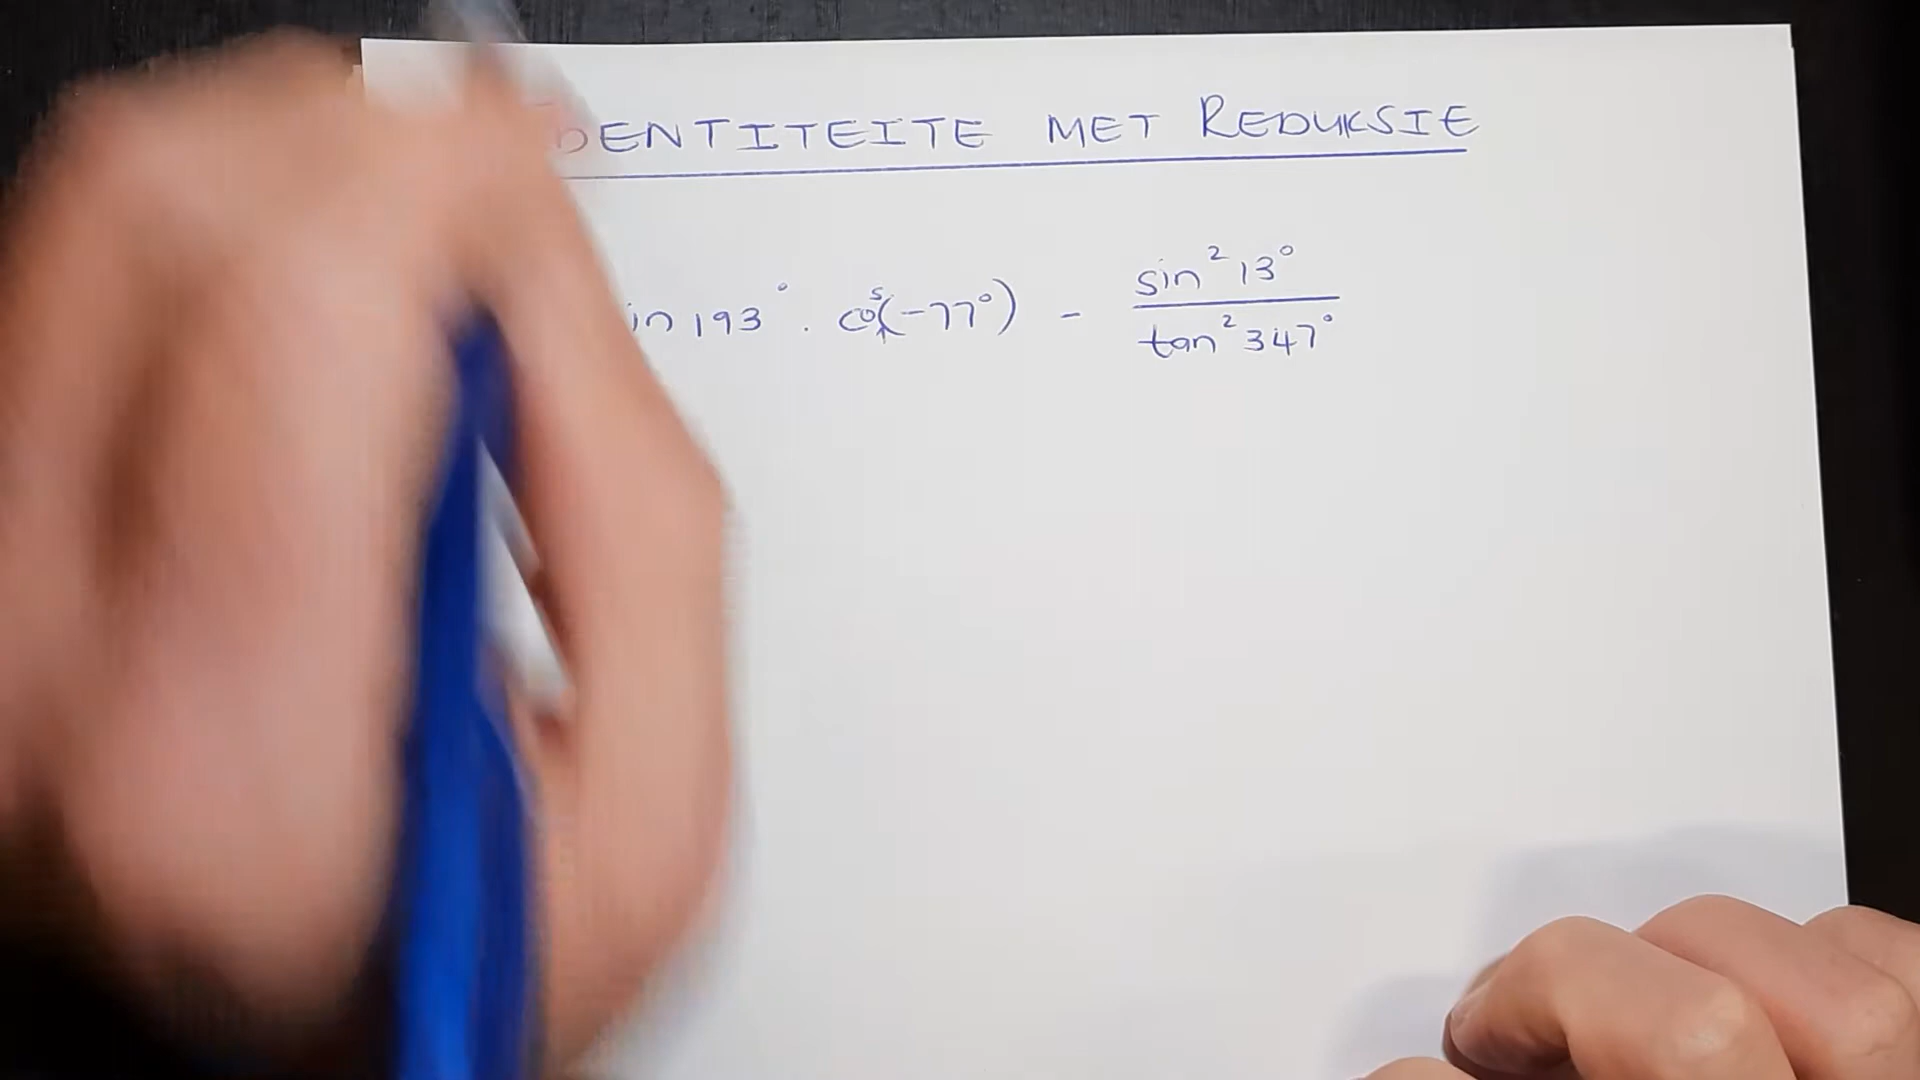 DENTITEITE MET REDUKSIE
in 193° . cos(-77°) - sin²13° / tan²347°